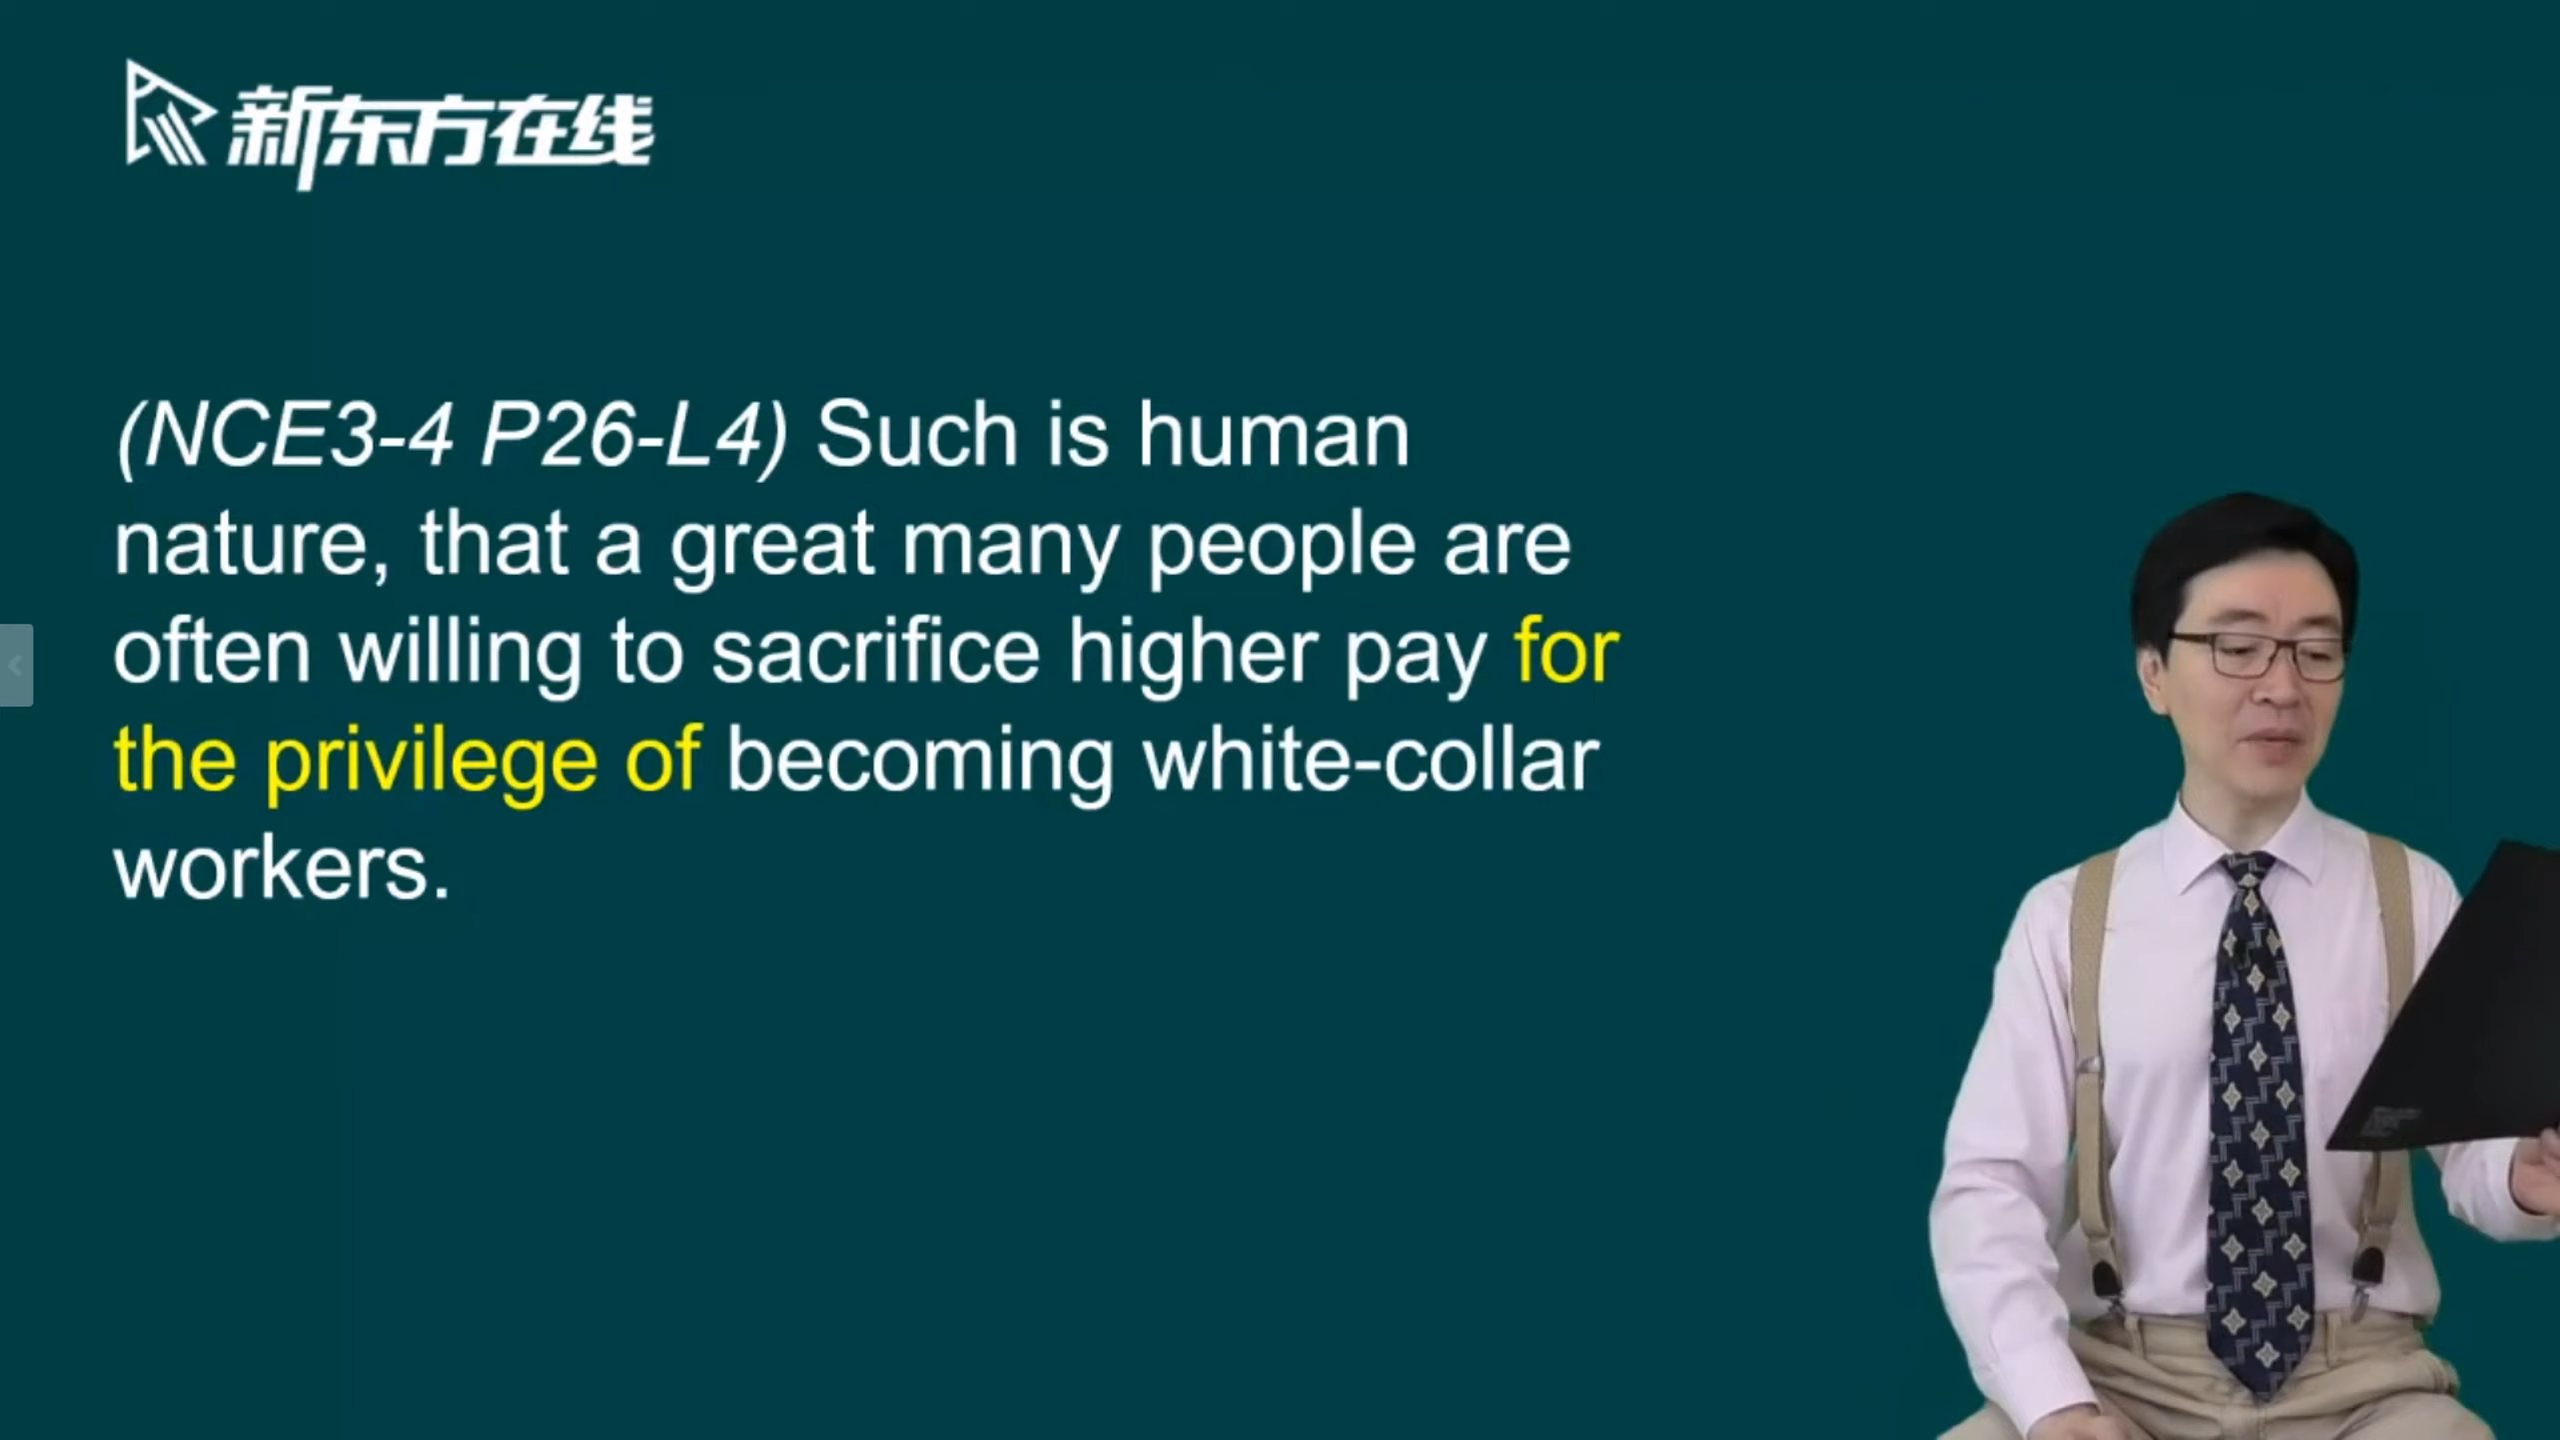 新东方在线
(NCE3-4 P26-L4) Such is human
nature, that a great many people are
often willing to sacrifice higher pay for
the privilege of becoming white-collar
workers.